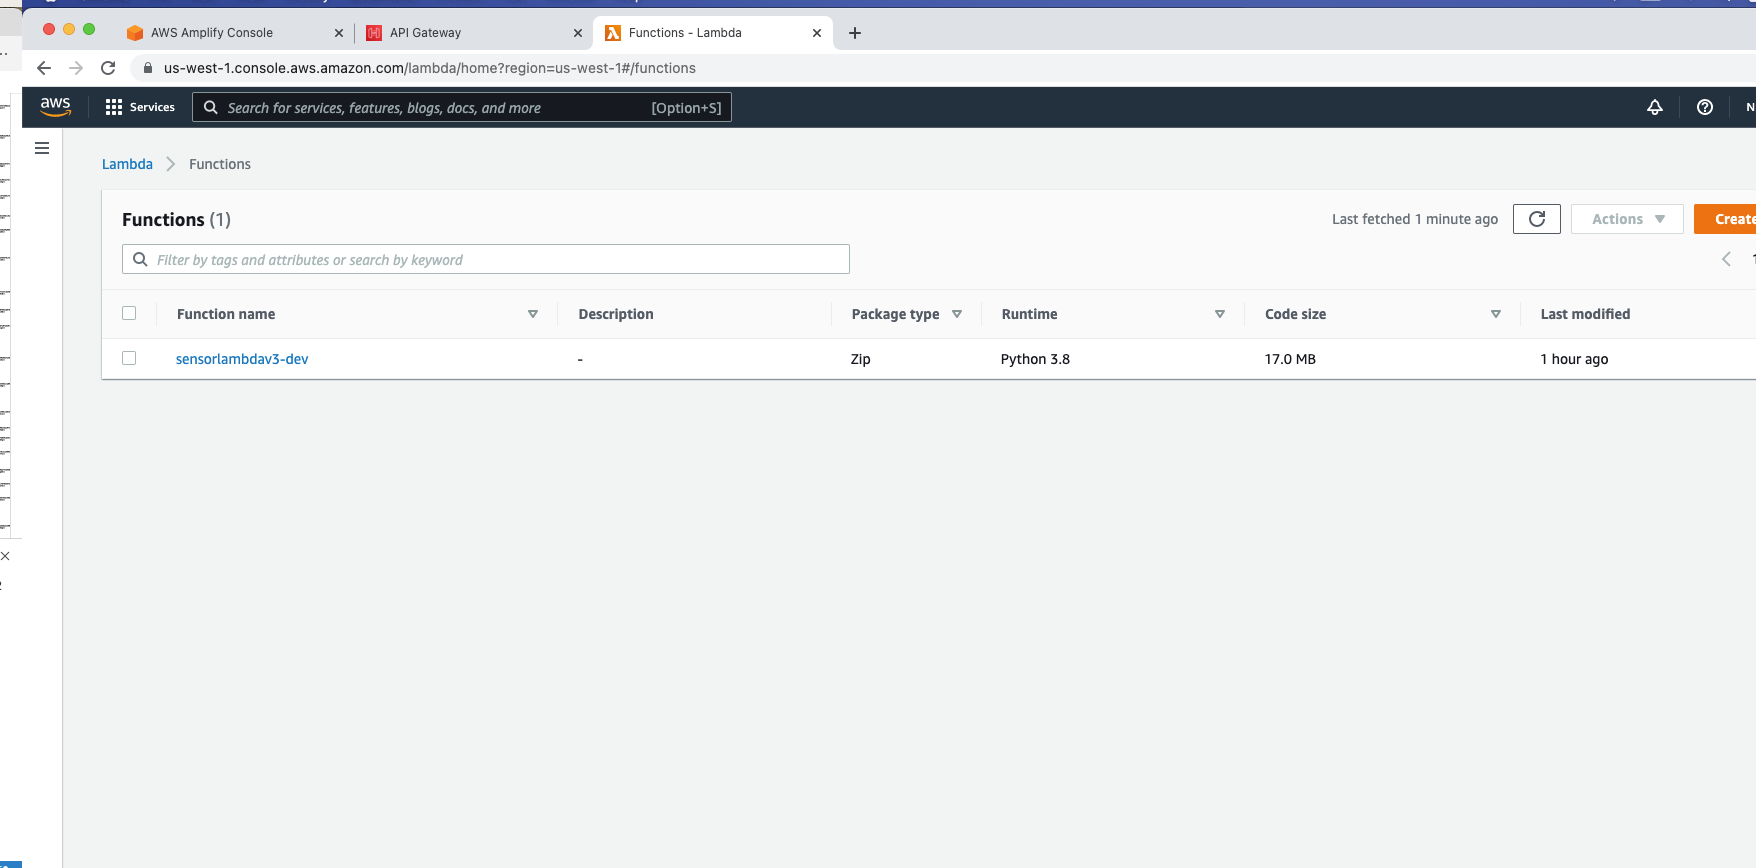 AWS Amplify Console
API Gateway
Functions - Lambda
us-west-1.console.aws.amazon.com/lambda/home?region=us-west-1#/functions
aws
Services
Search for services, features, blogs, docs, and more
[Option+S]
N
Lambda
Functions
Functions (1)
Last fetched 1 minute ago
Actions
Create
Filter by tags and attributes or search by keyword
1
Function name
Description
Package type
Runtime
Code size
Last modified
sensorlambdav3-dev
-
Zip
Python 3.8
17.0 MB
1 hour ago